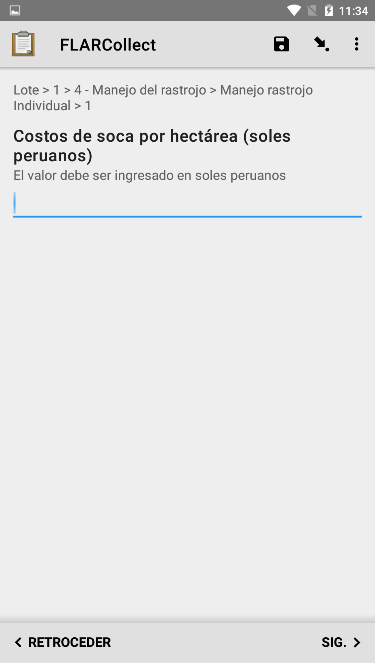 11:34
FLARCollect
Lote > 1 > 4 - Manejo del rastrojo > Manejo rastrojo
Individual > 1
Costos de soca por hectárea (soles
peruanos)
El valor debe ser ingresado en soles peruanos
RETROCEDER
SIG.